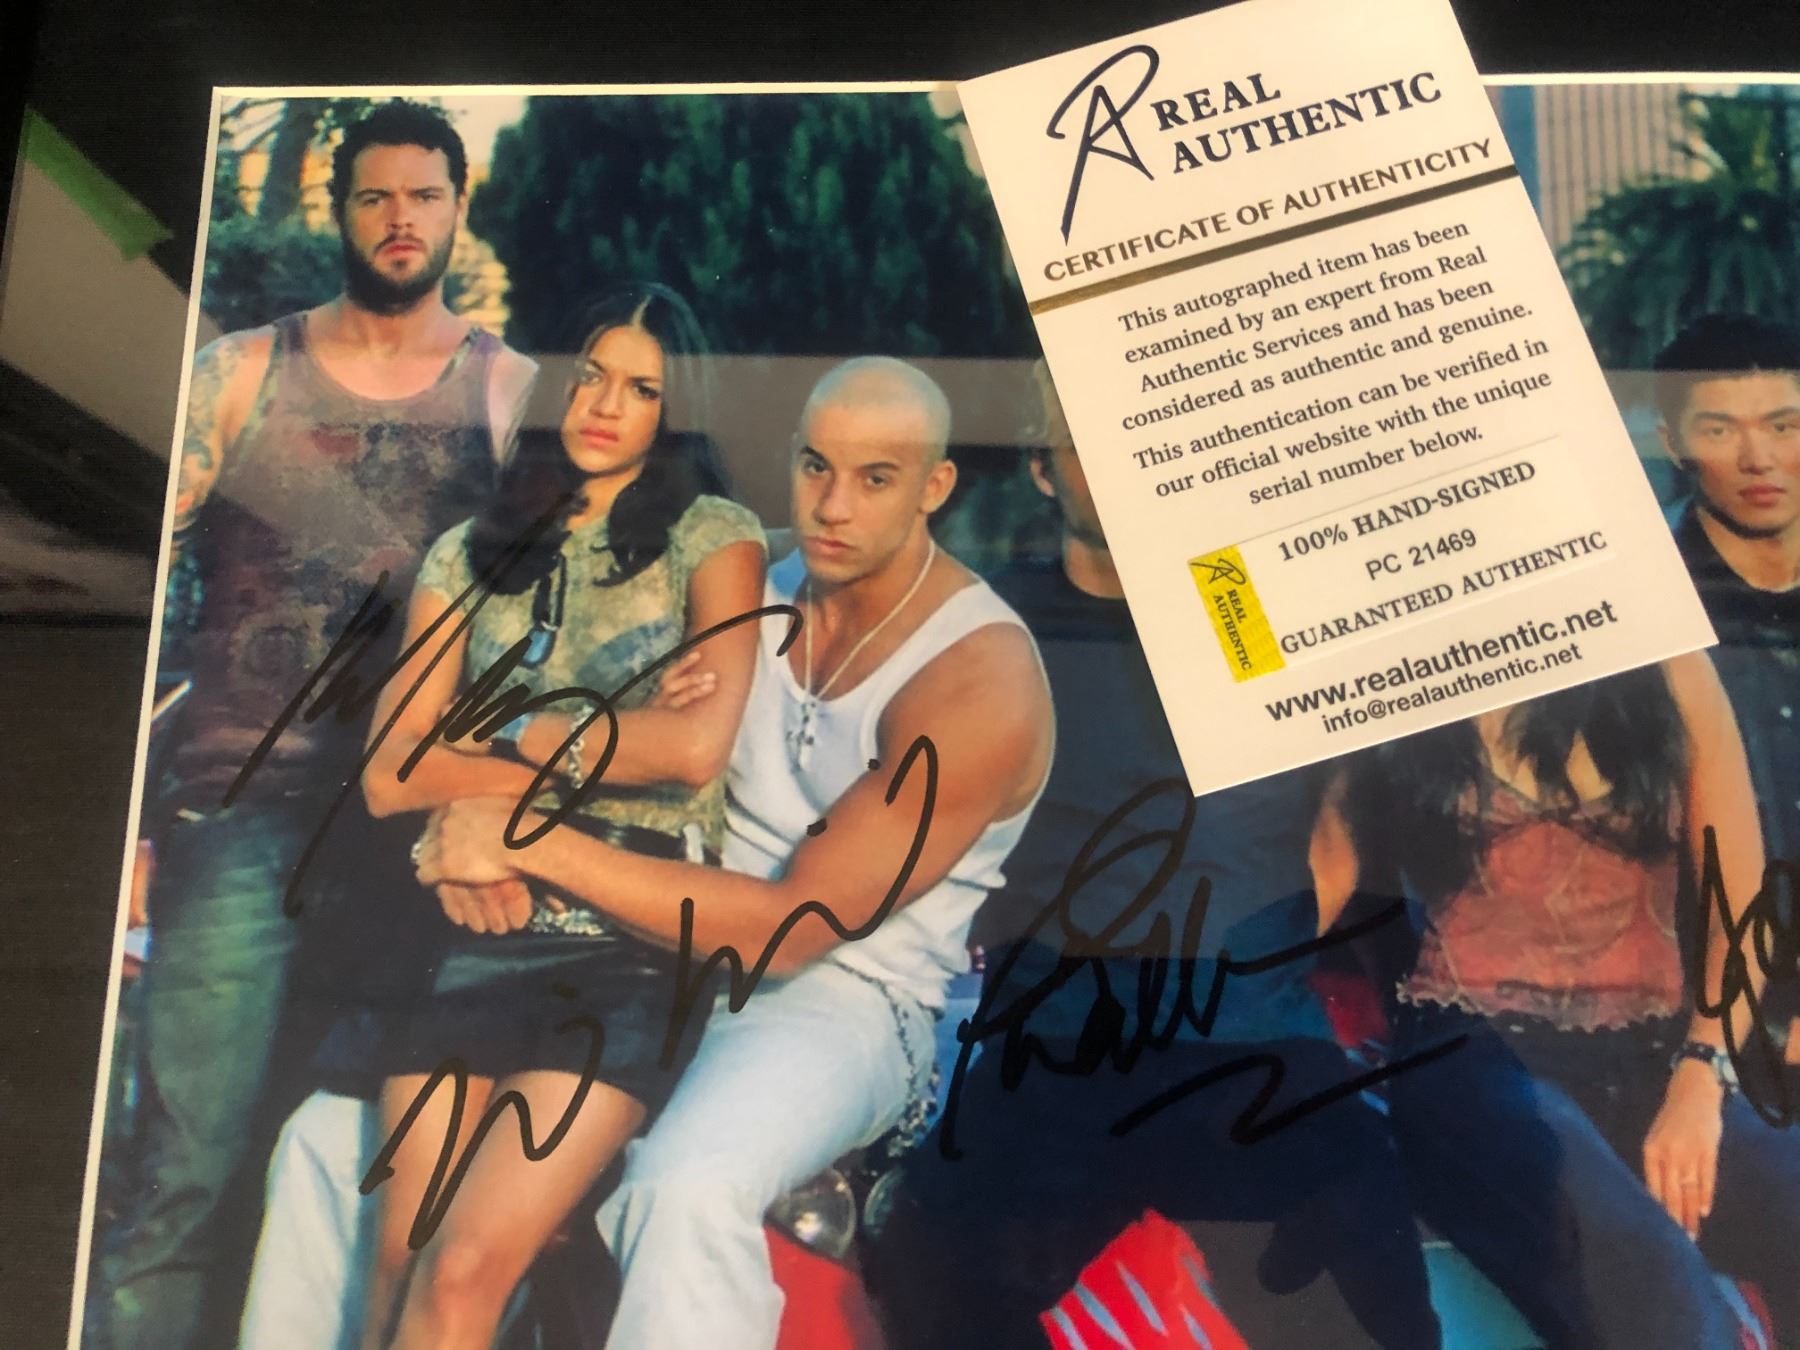 REAL
AUTHENTIC
CERTIFICATE OF AUTHENTICITY
This autographed item has been
examined by an expert from Real
Authentic Services and has been
considered as authentic and genuine.
This authentication can be verified in
our official website with the unique
serial number below.
100% HAND-SIGNED
PC 21469
GUARANTEED AUTHENTIC
REAL
AUTHENTIC
www.realauthentic.net
info@realauthentic.net